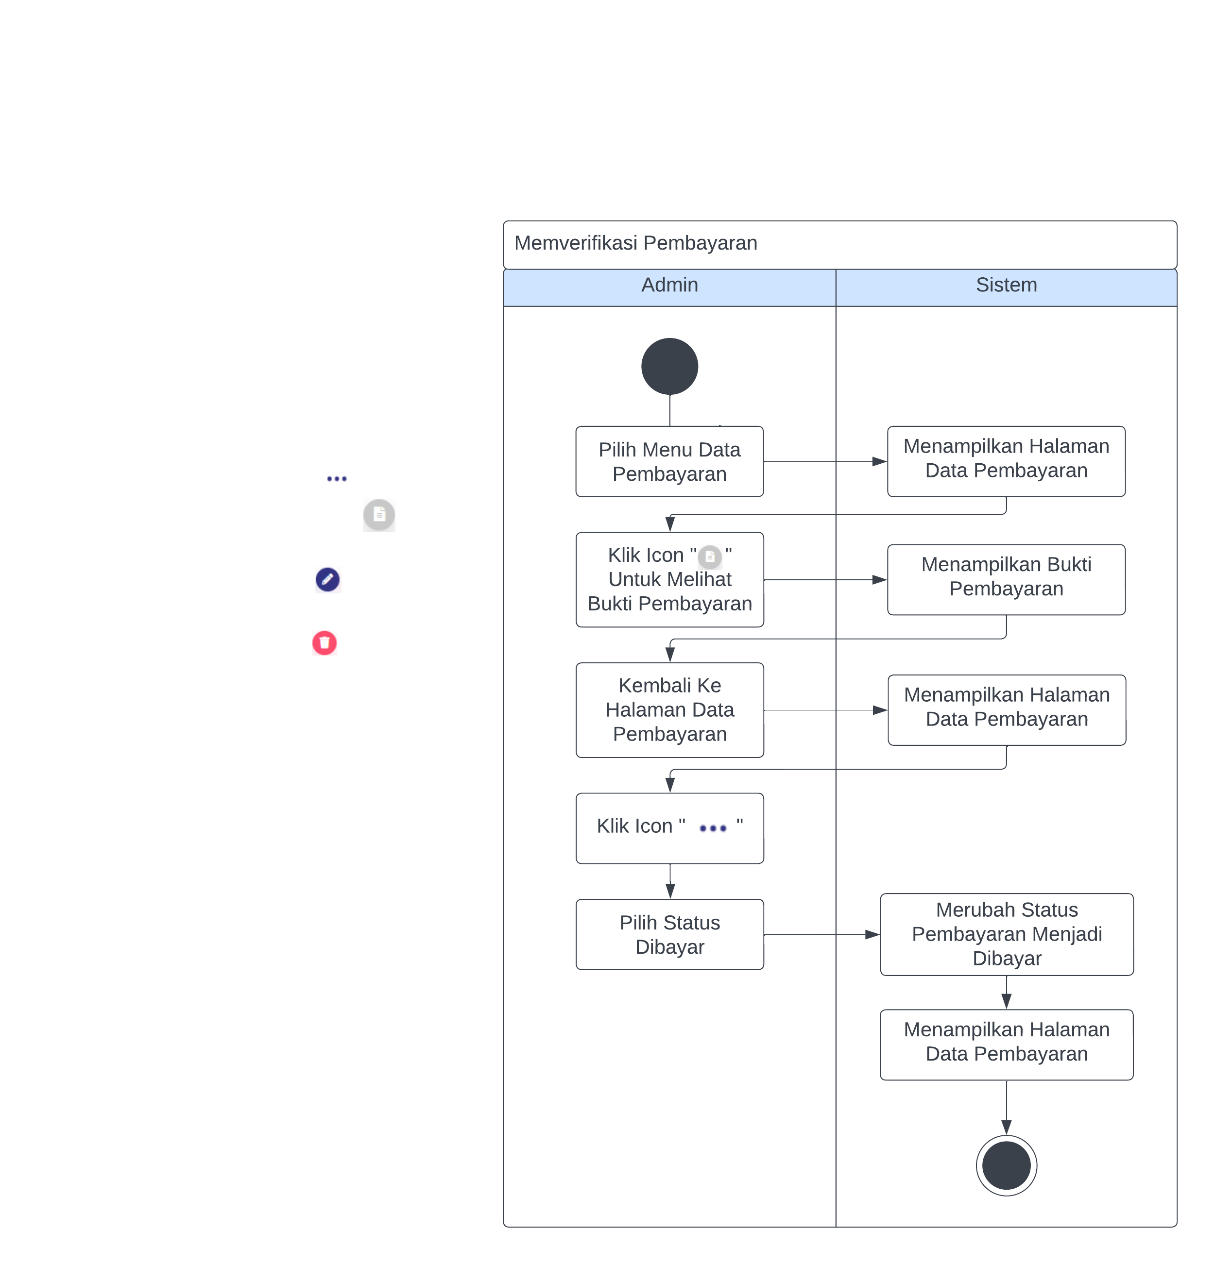 Memverifikasi Pembayaran
Admin
Sistem
Pilih Menu Data
Pembayaran
Menampilkan Halaman
Data Pembayaran
Klik Icon " "
Untuk Melihat
Bukti Pembayaran
Menampilkan Bukti
Pembayaran
Kembali Ke
Halaman Data
Pembayaran
Menampilkan Halaman
Data Pembayaran
Klik Icon " ••• "
Pilih Status
Dibayar
Merubah Status
Pembayaran Menjadi
Dibayar
Menampilkan Halaman
Data Pembayaran